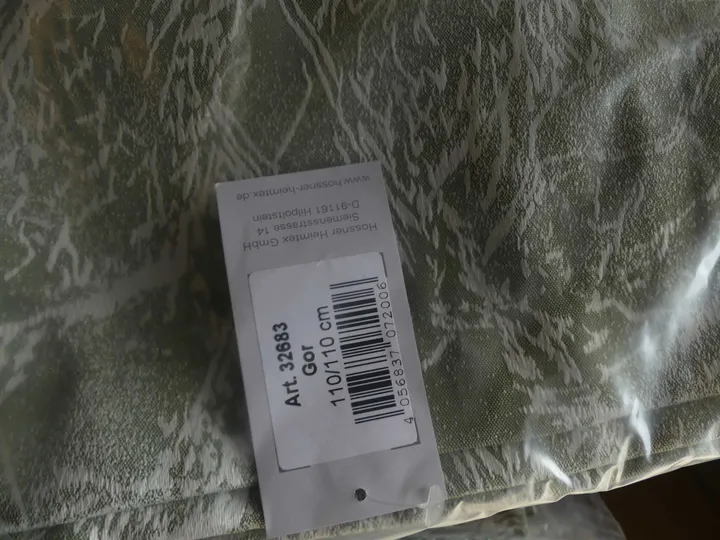 Hossner Heimtex GmbH
Siemensstrasse 14
D-91161 Hilpoltstein
www.hossner-heimtex.de
Art. 32683
Gor
110/110 cm
4 056837 072006